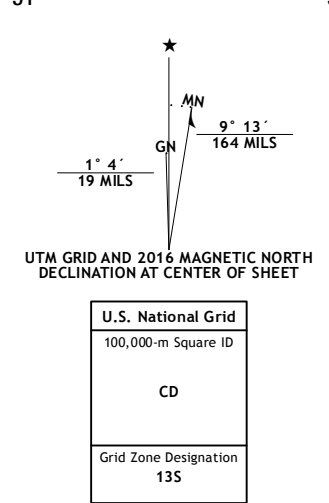 MN
GN
9° 13´
164 MILS
1° 4´
19 MILS
UTM GRID AND 2016 MAGNETIC NORTH
DECLINATION AT CENTER OF SHEET
U.S. National Grid
100,000-m Square ID
CD
Grid Zone Designation
13S